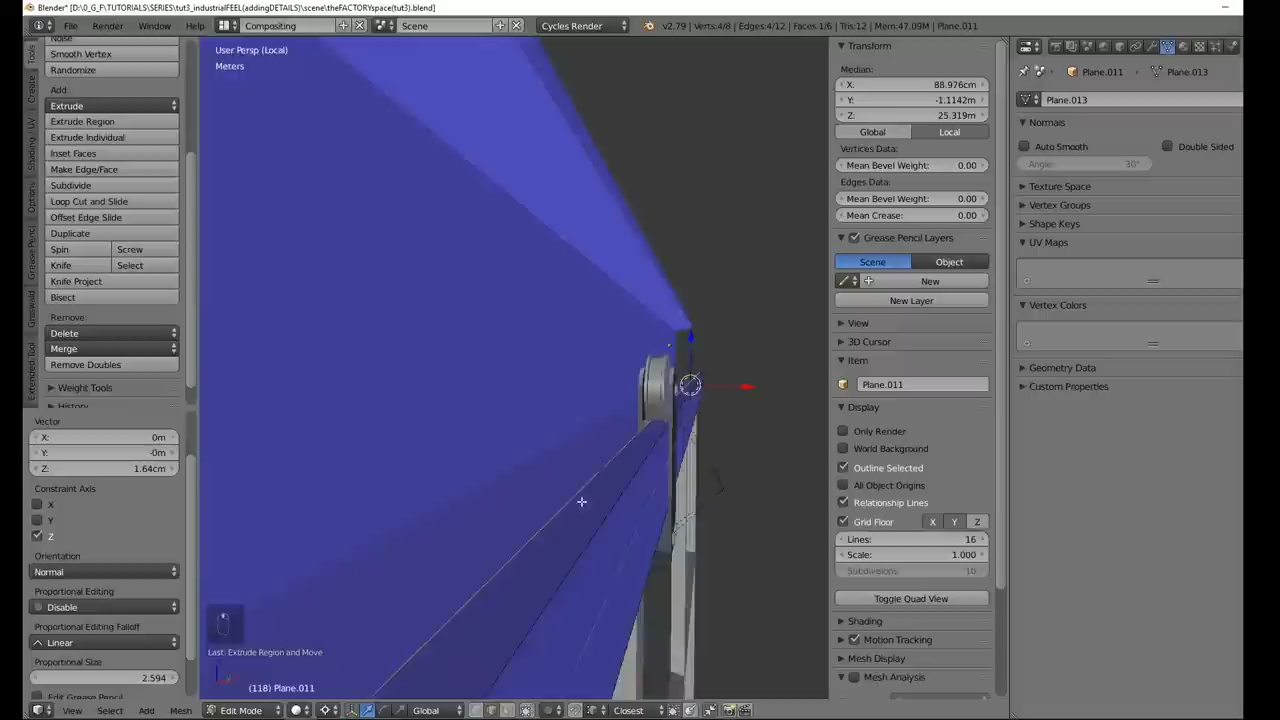 Blender* [D:\0_G_F\TUTORIALS\SERIES\tut3_industrialFEEL(addingDETAILS)\scene\theFACTORYspace(tut3).blend]
File Render Window Help Compositing Scene Cycles Render v2.79 | Verts:4/8 | Edges:4/12 | Faces:1/6 | Tris:12 | Mem:47.09M | Plane.011
Tools
Create
Shading / UV
Options
Grease Penci
Extended Tool
Noise
Smooth Vertex
Randomize
Add:
Extrude
Extrude Region
Extrude Individual
Inset Faces
Make Edge/Face
Subdivide
Loop Cut and Slide
Offset Edge Slide
Duplicate
Spin Screw
Knife Select
Knife Project
Bisect
Remove:
Delete
Merge
Remove Doubles
Weight Tools
History
Vector
X: 0m
Y: -0m
Z: 1.64cm
Constraint Axis
X
Y
Z
Orientation
Normal
Proportional Editing
Disable
Proportional Editing Falloff
Linear
Proportional Size
2.594
Edit Grease Pencil
User Persp (Local)
Meters
Last: Extrude Region and Move
(118) Plane.011
View Select Add Mesh Edit Mode Global Closest
Transform
Median:
X: 88.976cm
Y: -1.1142m
Z: 25.319m
Global Local
Vertices Data:
Mean Bevel Weight: 0.00
Edges Data:
Mean Bevel Weight: 0.00
Mean Crease: 0.00
Grease Pencil Layers
Scene Object
New
New Layer
View
3D Cursor
Item
Plane.011
Display
Only Render
World Background
Outline Selected
All Object Origins
Relationship Lines
Grid Floor X Y Z
Lines: 16
Scale: 1.000
Subdivisions: 10
Toggle Quad View
Shading
Motion Tracking
Mesh Display
Mesh Analysis
Plane.011 Plane.013
Plane.013
Normals
Auto Smooth Double Sided
Angle: 30°
Texture Space
Vertex Groups
Shape Keys
UV Maps
Vertex Colors
Geometry Data
Custom Properties